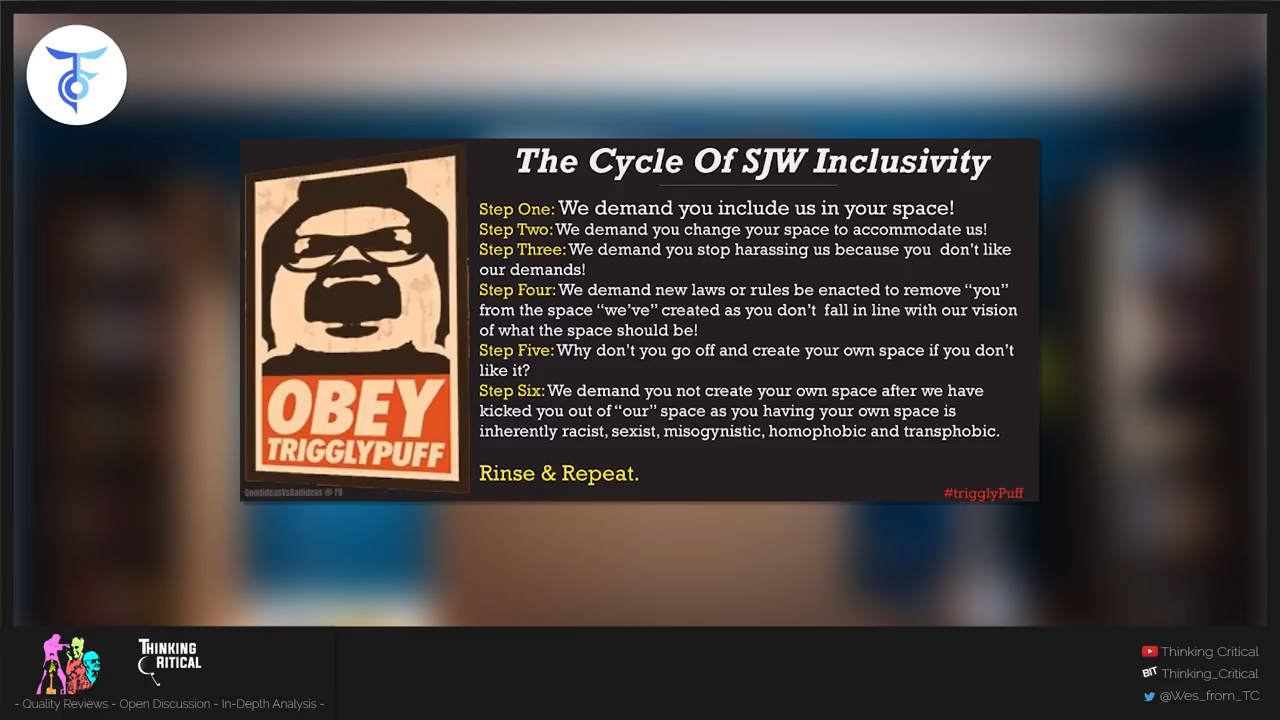 The Cycle Of SJW Inclusivity
Step One: We demand you include us in your space!
Step Two: We demand you change your space to accommodate us!
Step Three: We demand you stop harassing us because you don't like
our demands!
Step Four: We demand new laws or rules be enacted to remove “you”
from the space “we've” created as you don't fall in line with our vision
of what the space should be!
Step Five: Why don't you go off and create your own space if you don't
like it?
Step Six: We demand you not create your own space after we have
kicked you out of “our” space as you having your own space is
inherently racist, sexist, misogynistic, homophobic and transphobic.
Rinse & Repeat.
OBEY
TRIGGLYPUFF
GoodIdeasVsBadIdeas @ FB
#trigglyPuff
THINKING
CRITICAL
- Quality Reviews - Open Discussion - In-Depth Analysis -
Thinking Critical
BIT Thinking_Critical
@Wes_from_TC